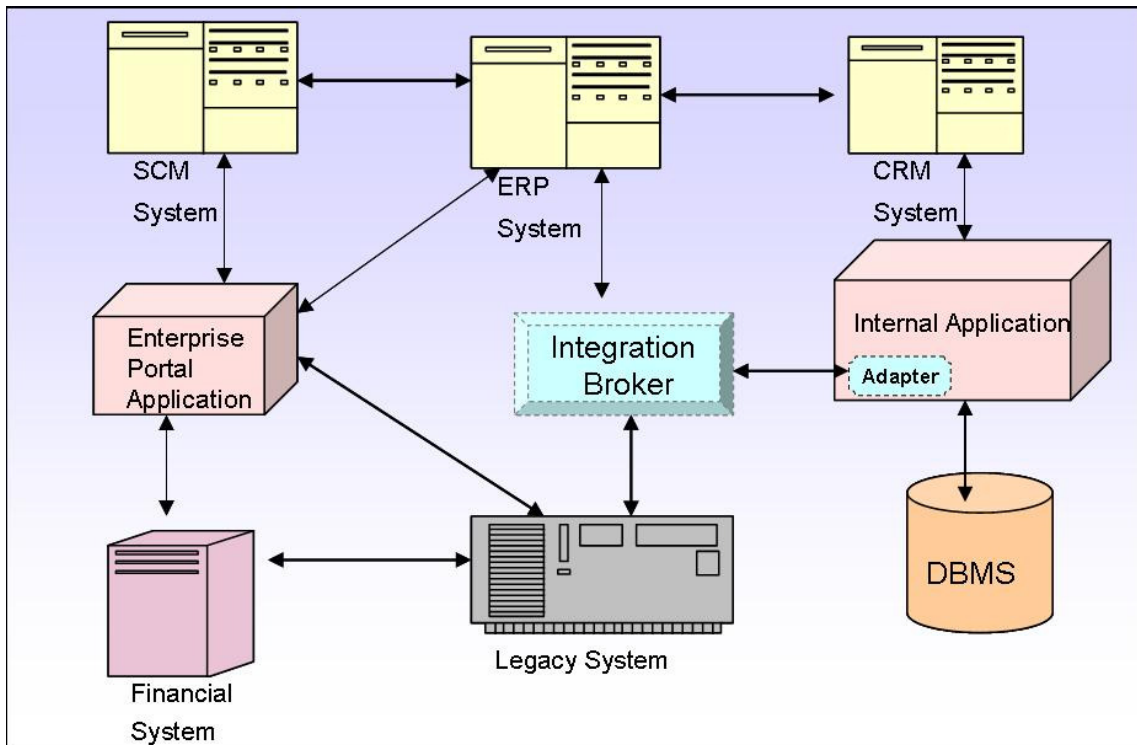 SCM
System
ERP
System
CRM
System
Enterprise
Portal
Application
Integration
Broker
Internal Application
Adapter
DBMS
Legacy System
Financial
System